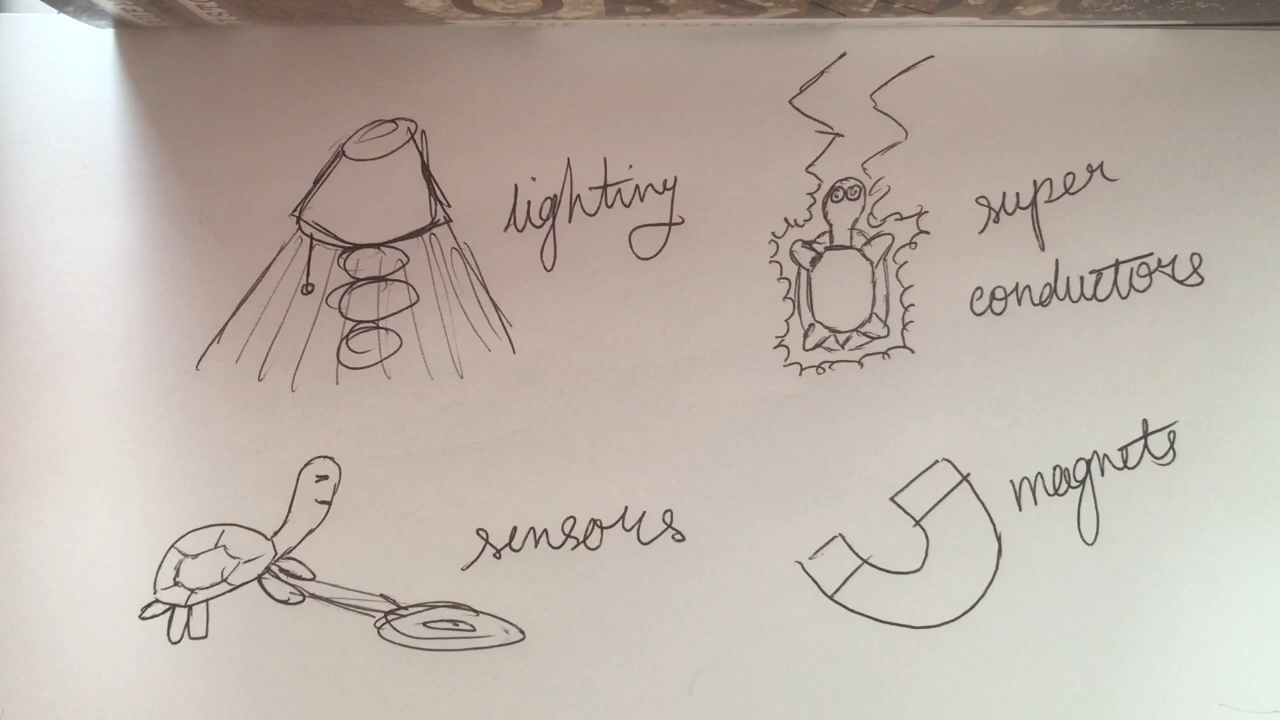 lighting
super
conductors
sensors
magnets